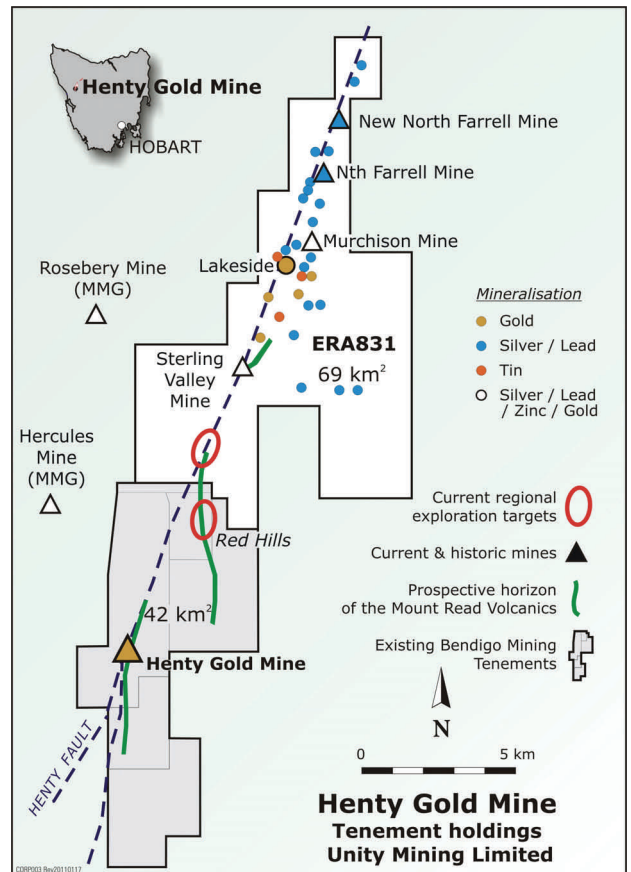 Henty Gold Mine
HOBART
New North Farrell Mine
Nth Farrell Mine
Murchison Mine
Lakeside
Rosebery Mine
(MMG)
Mineralisation
Gold
Silver / Lead
Tin
Silver / Lead
/ Zinc / Gold
ERA831
69 km²
Sterling
Valley
Mine
Hercules
Mine
(MMG)
Current regional
exploration targets
Red Hills
Current & historic mines
Prospective horizon
of the Mount Read Volcanics
42 km²
Existing Bendigo Mining
Tenements
Henty Gold Mine
HENTY FAULT
N
0 5 km
Henty Gold Mine
Tenement holdings
Unity Mining Limited
CORP003 Rev20110117